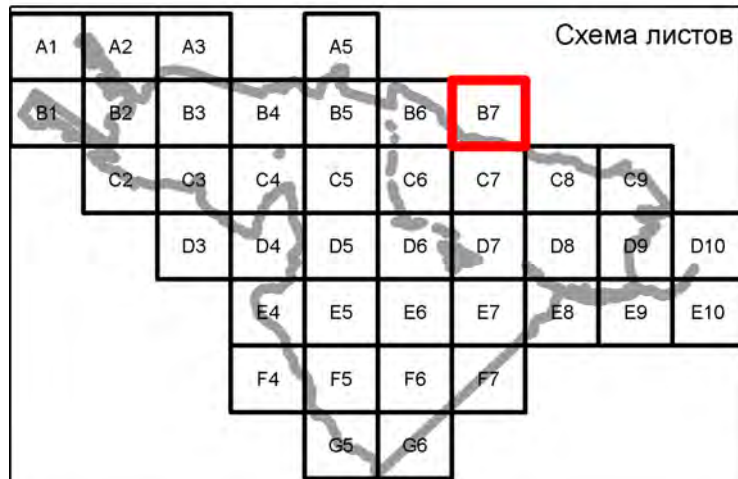 Схема листов
A1 A2 A3 A5
B1 B2 B3 B4 B5 B6 B7
C2 C3 C4 C5 C6 C7 C8 C9
D3 D4 D5 D6 D7 D8 D9 D10
E4 E5 E6 E7 E8 E9 E10
F4 F5 F6 F7
G5 G6